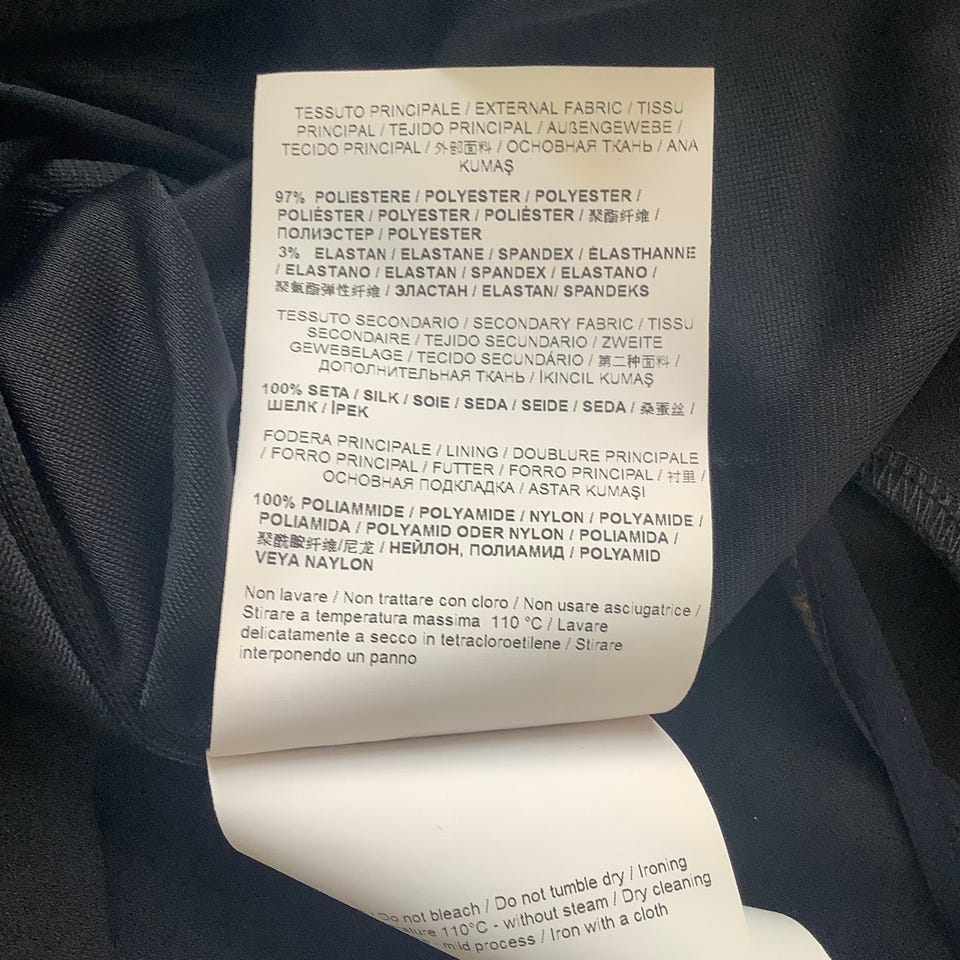 TESSUTO PRINCIPALE / EXTERNAL FABRIC / TISSU
PRINCIPAL / TEJIDO PRINCIPAL / AUßENGEWEBE /
TECIDO PRINCIPAL / 外部面料 / ОСНОВНАЯ ТКАНЬ / ANA
KUMAŞ
97% POLIESTERE / POLYESTER / POLYESTER /
POLIÉSTER / POLYESTER / POLIÉSTER / 聚酯纤维 /
ПОЛИЭСТЕР / POLYESTER
3% ELASTAN / ELASTANE / SPANDEX / ÉLASTHANNE
/ ELASTANO / ELASTAN / SPANDEX / ELASTANO /
聚氨酯弹性纤维 / ЭЛАСТАН / ELASTAN/ SPANDEKS
TESSUTO SECONDARIO / SECONDARY FABRIC / TISSU
SECONDAIRE / TEJIDO SECUNDARIO / ZWEITE
GEWEBELAGE / TECIDO SECUNDÁRIO / 第二种面料 /
ДОПОЛНИТЕЛЬНАЯ ТКАНЬ / İKINCIL KUMAŞ
100% SETA / SILK / SOIE / SEDA / SEIDE / SEDA / 桑蚕丝 /
ШЕЛК / İPEK
FODERA PRINCIPALE / LINING / DOUBLURE PRINCIPALE
/ FORRO PRINCIPAL / FUTTER / FORRO PRINCIPAL / 衬里 /
ОСНОВНАЯ ПОДКЛАДКА / ASTAR KUMAŞI
100% POLIAMMIDE / POLYAMIDE / NYLON / POLYAMIDE /
POLIAMIDA / POLYAMID ODER NYLON / POLIAMIDA /
聚酰胺纤维/尼龙 / НЕЙЛОН, ПОЛИАМИД / POLYAMID
VEYA NAYLON
Non lavare / Non trattare con cloro / Non usare asciugatrice /
Stirare a temperatura massima 110 °C / Lavare
delicatamente a secco in tetracloroetilene / Stirare
interponendo un panno
/ Do not bleach / Do not tumble dry / Ironing
110°C - without steam / Dry cleaning
- mild process / Iron with a cloth